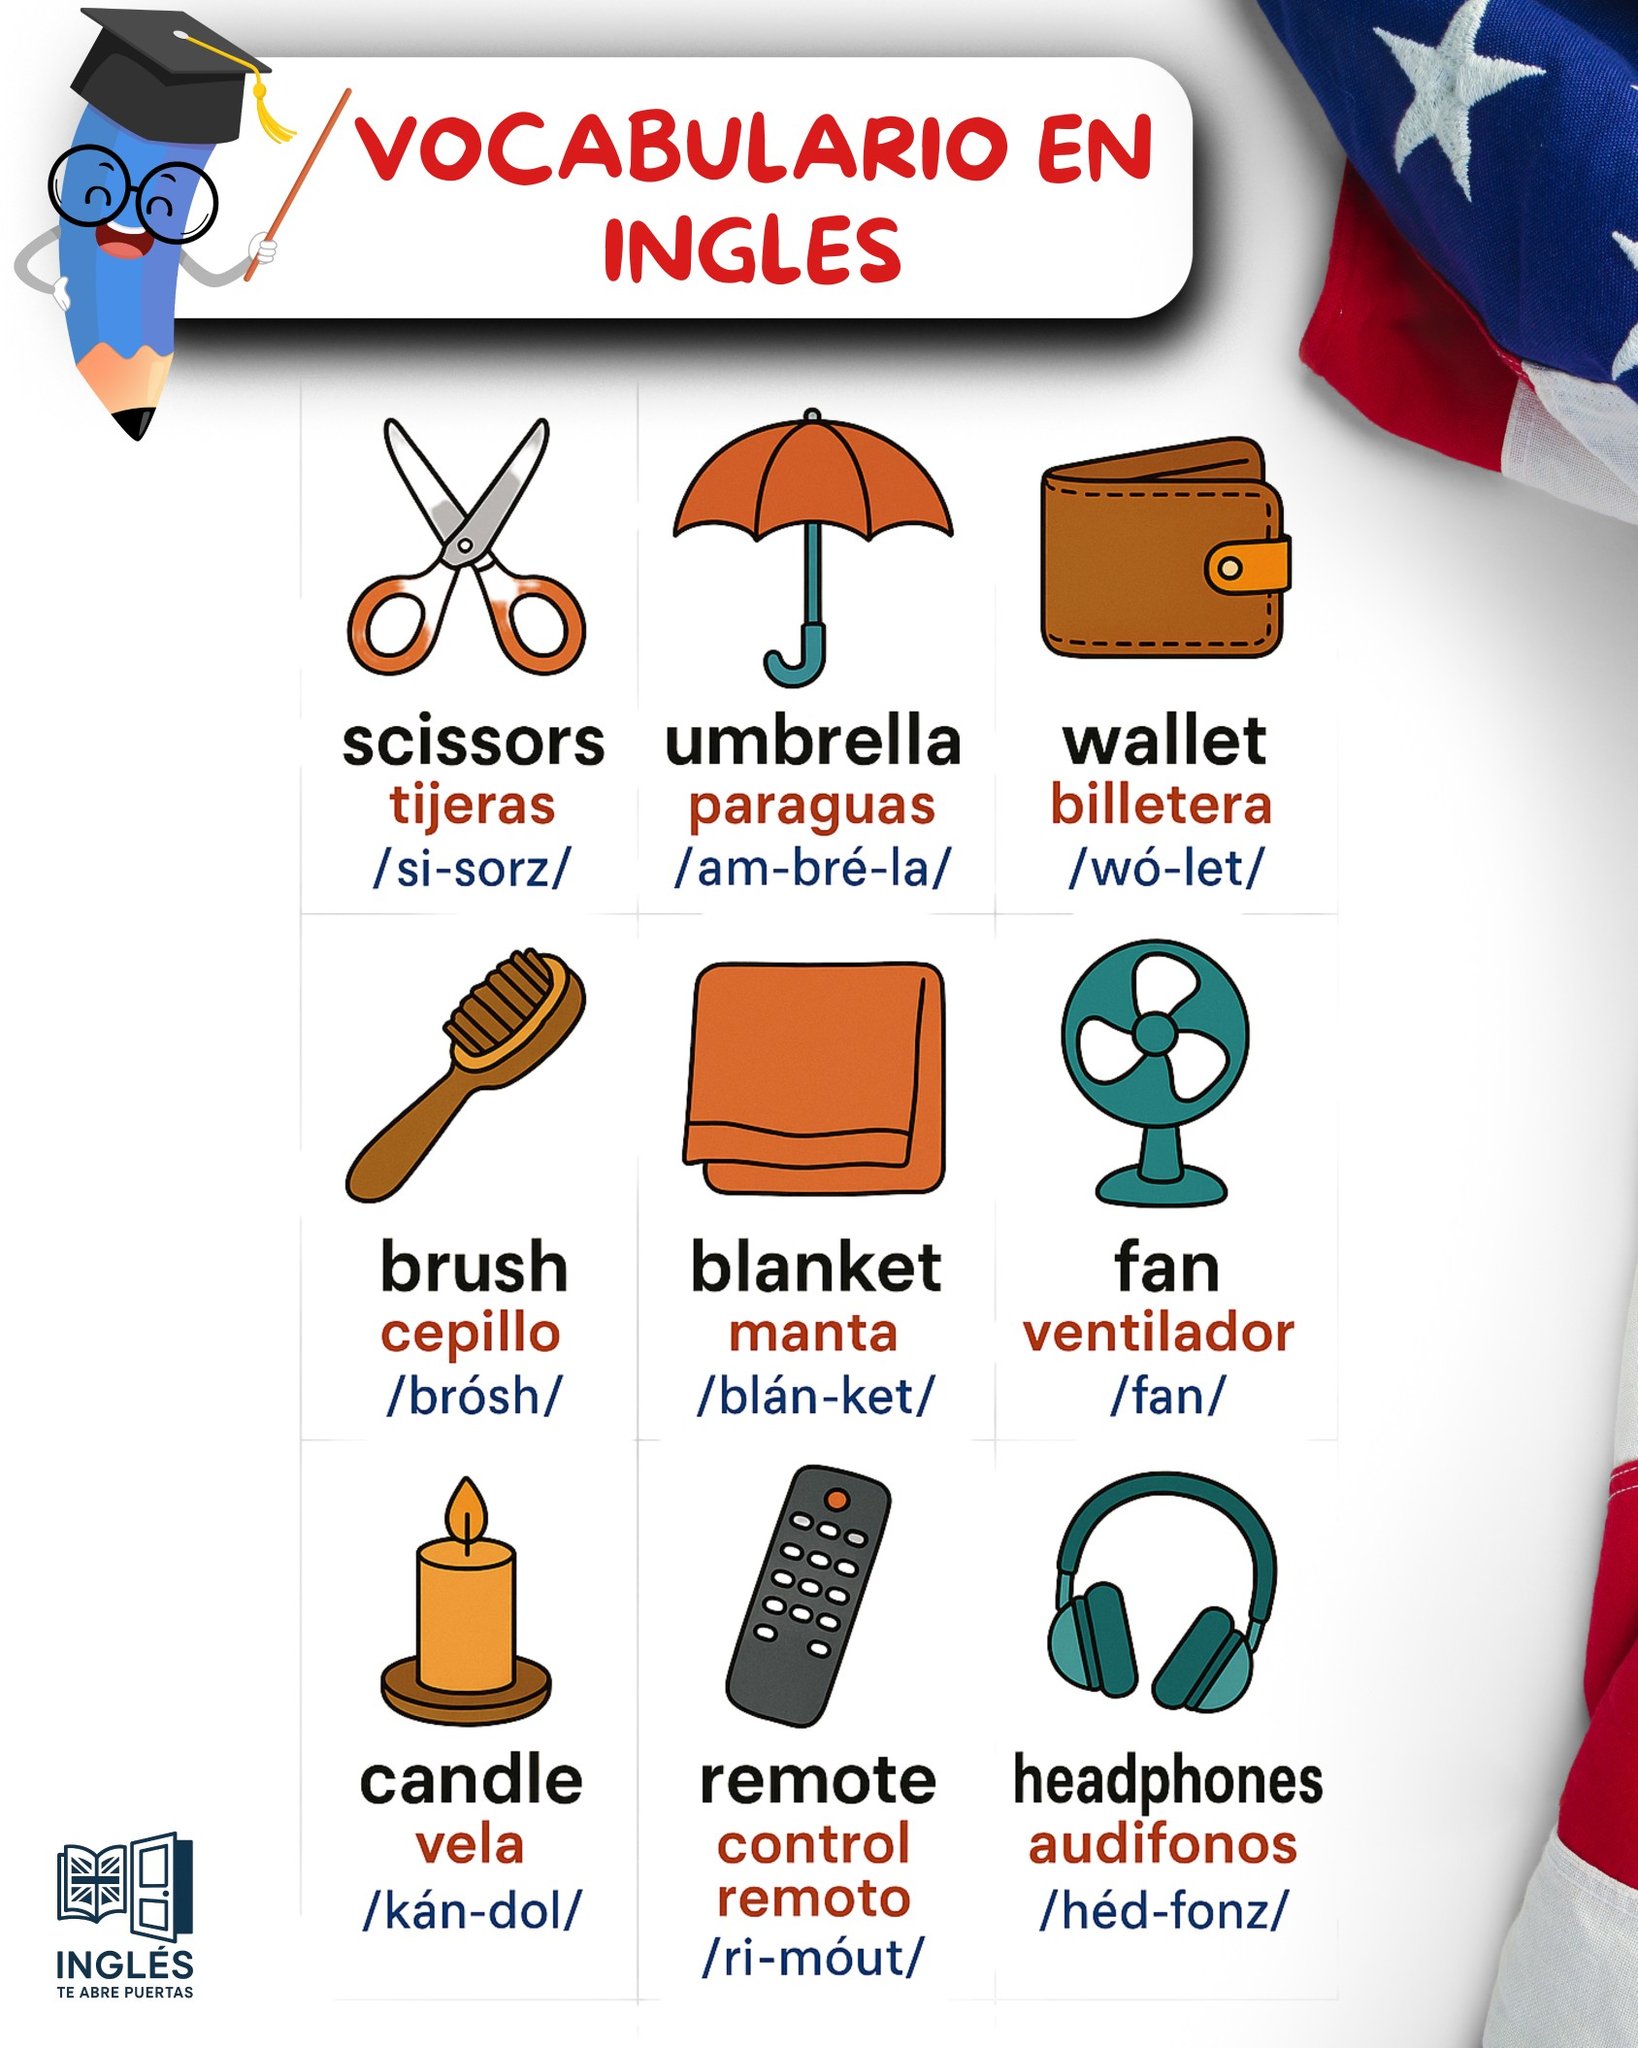 VOCABULARIO EN
INGLES
scissors
tijeras
/si-sorz/
umbrella
paraguas
/am-bré-la/
wallet
billetera
/wó-let/
brush
cepillo
/brósh/
blanket
manta
/blán-ket/
fan
ventilador
/fan/
candle
vela
/kán-dol/
remote
control
remoto
/ri-móut/
headphones
audifonos
/héd-fonz/
INGLÉS
TE ABRE PUERTAS